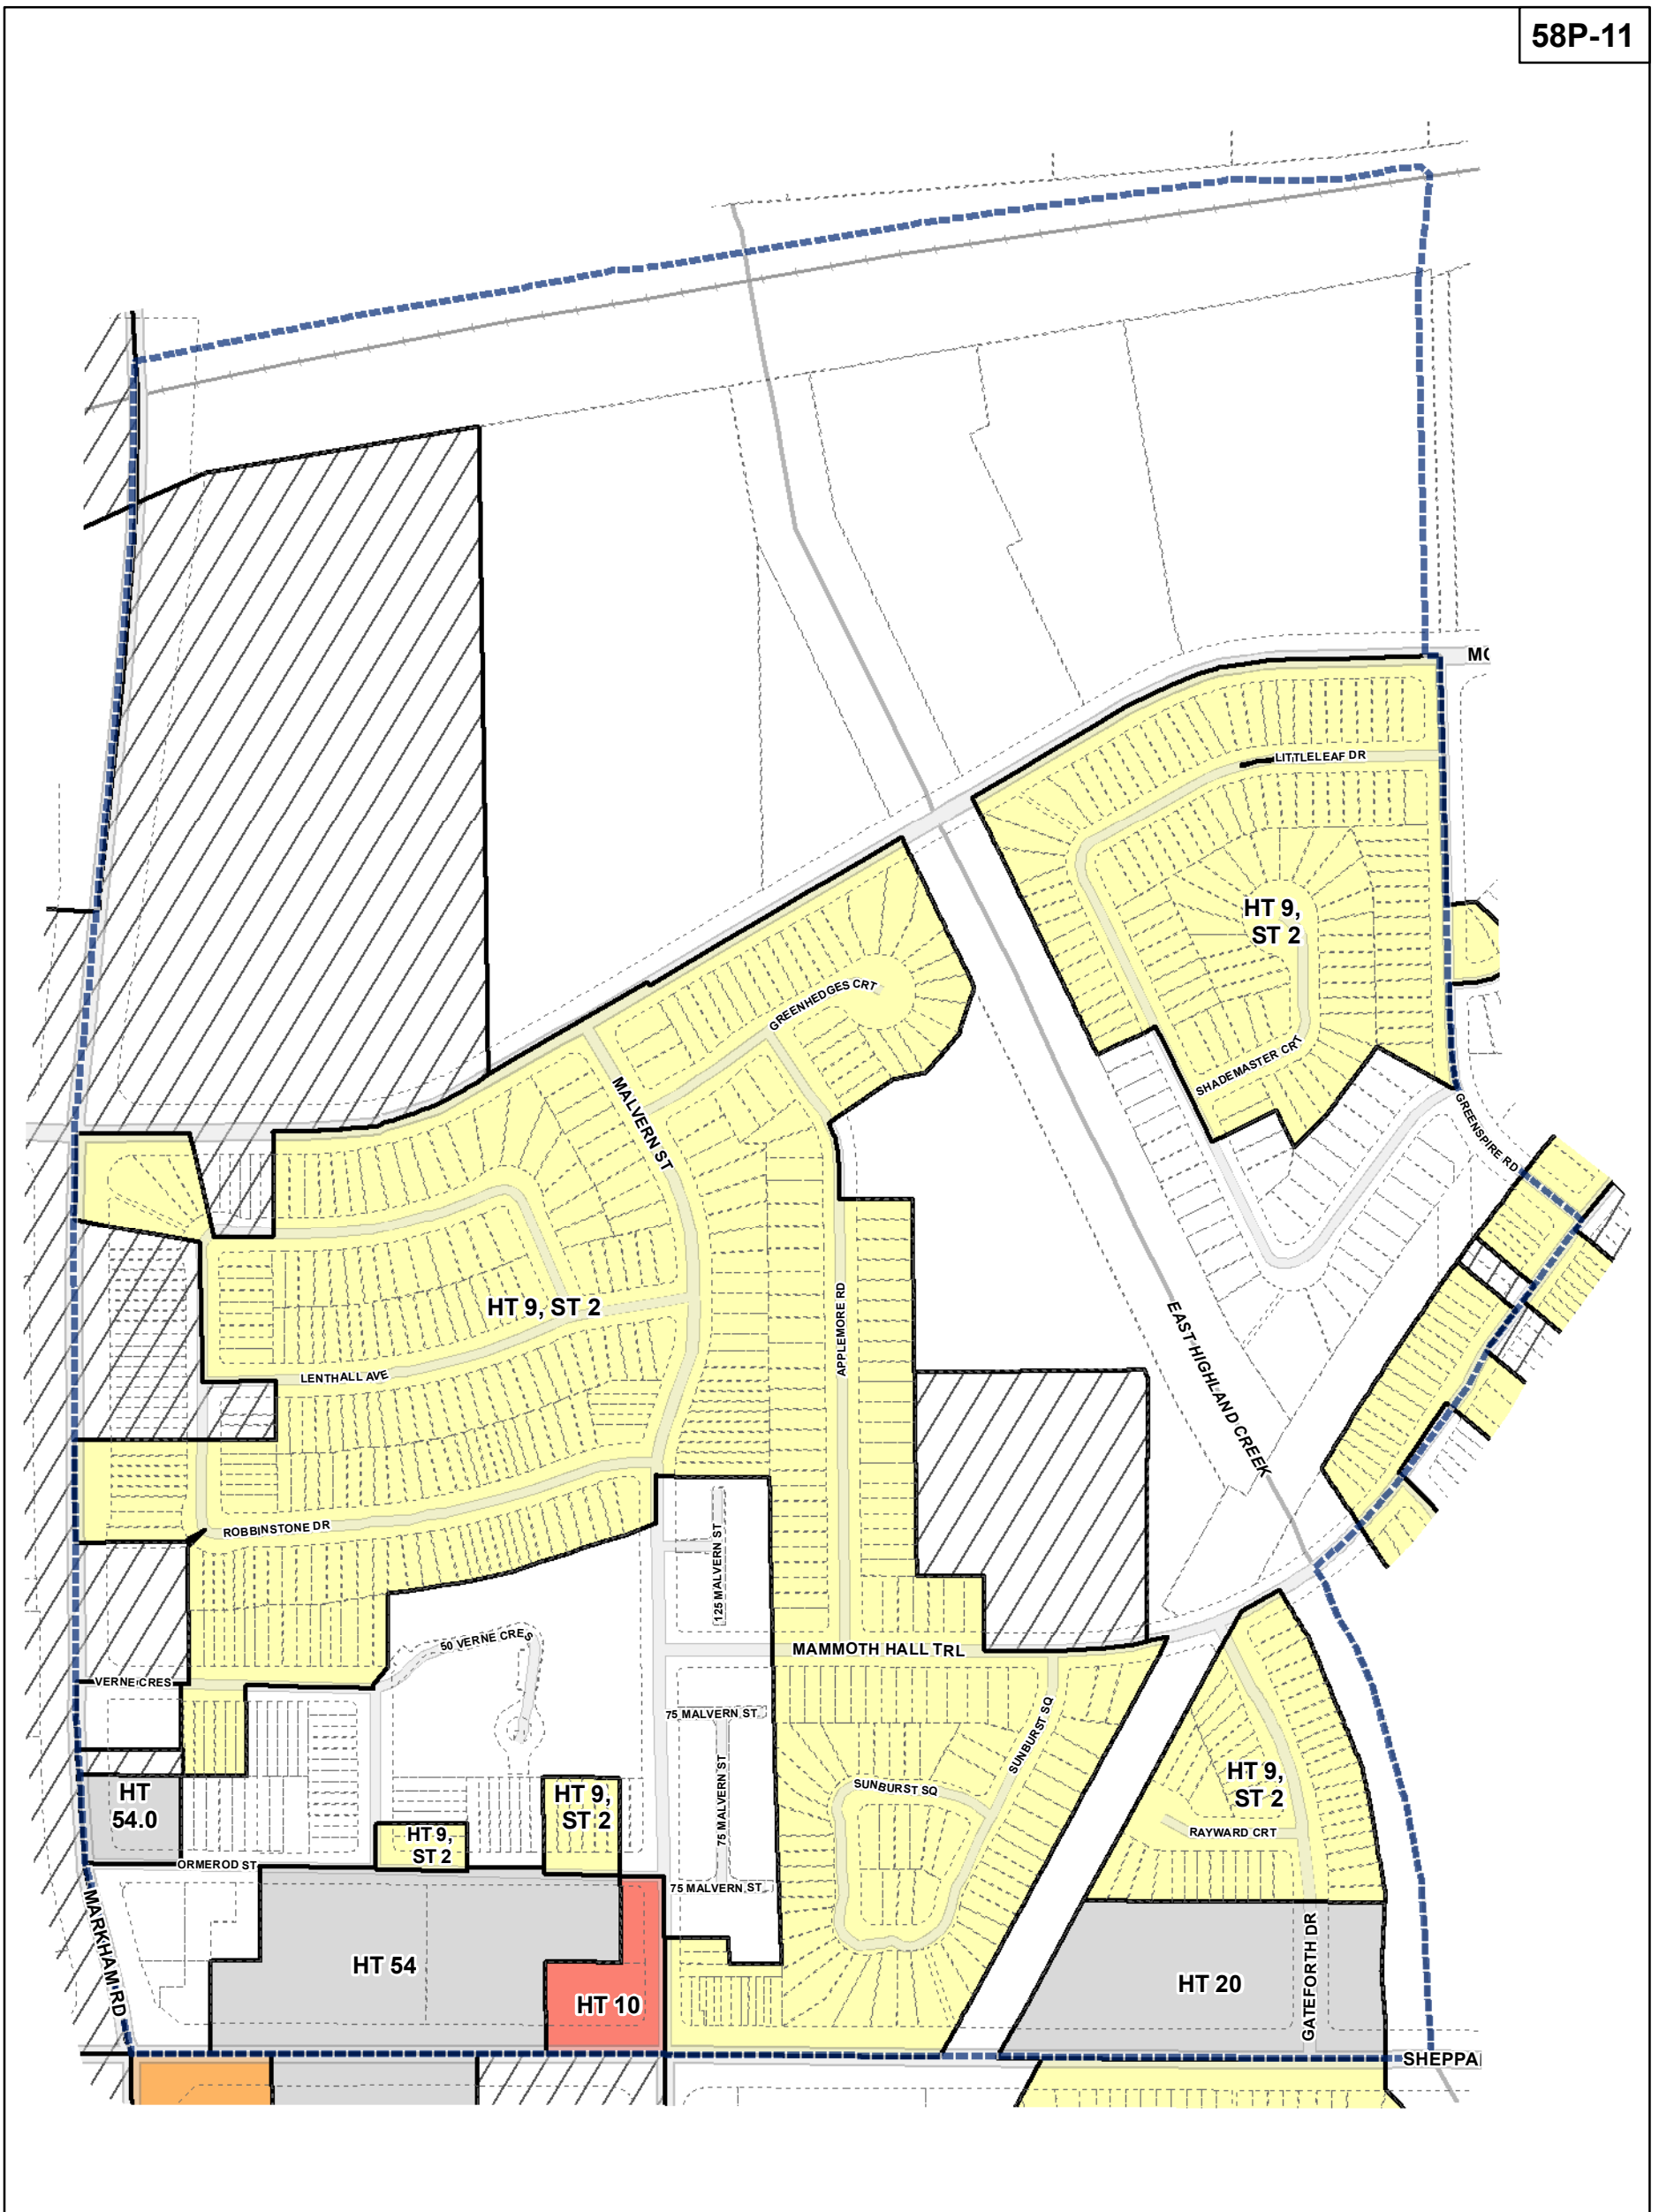 58P-11
MC
LITTLELEAF DR
HT 9,
ST 2
GREENHEDGES CRT
SHADEMASTER CRT
MALVERN ST
GREENSPIRE RD
HT 9, ST 2
APPLEMORE RD
LENTHALL AVE
EAST HIGHLAND CREEK
ROBBINSTONE DR
125 MALVERN ST
50 VERNE CRES
MAMMOTH HALL TRL
VERNE CRES
75 MALVERN ST
SUNBURST SQ
HT
54.0
HT 9,
ST 2
75 MALVERN ST
SUNBURST SQ
HT 9,
ST 2
HT 9,
ST 2
RAYWARD CRT
ORMEROD ST
75 MALVERN ST
MARKHAM RD
HT 54
HT 10
HT 20
GATEFORTH DR
SHEPPA